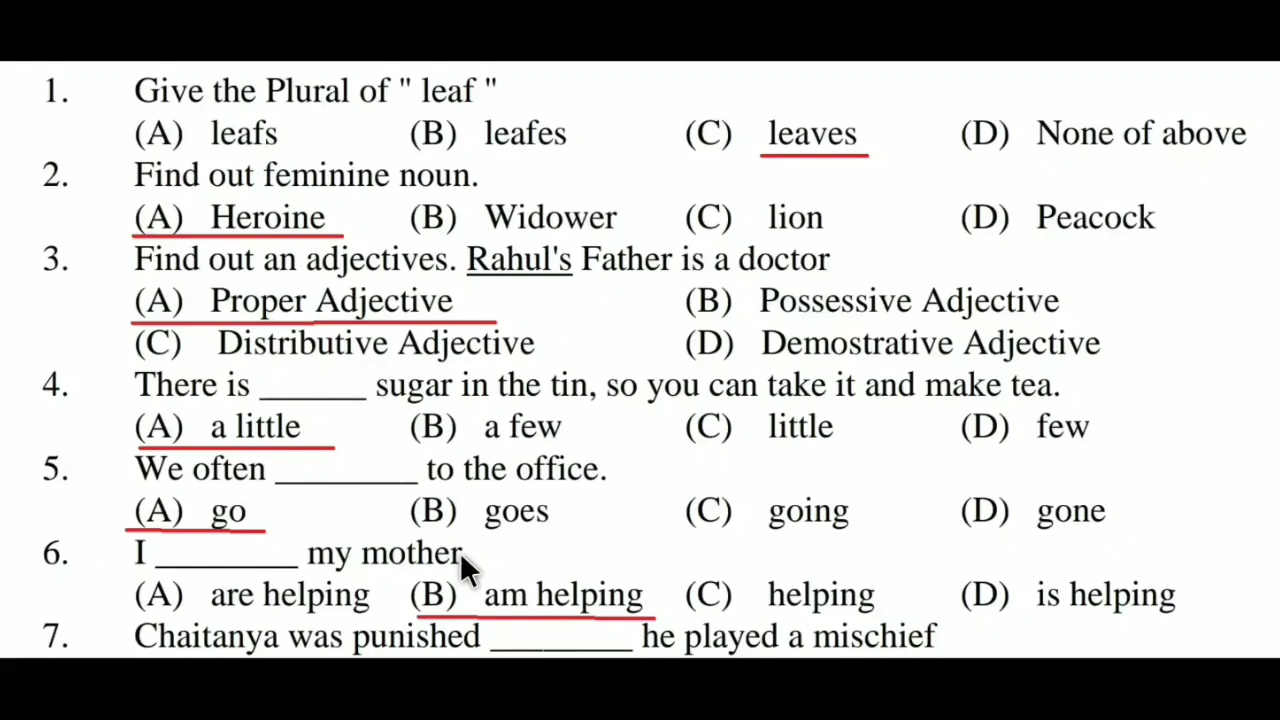 1. Give the Plural of " leaf "
(A) leafs (B) leafes (C) leaves (D) None of above
2. Find out feminine noun.
(A) Heroine (B) Widower (C) lion (D) Peacock
3. Find out an adjectives. Rahul's Father is a doctor
(A) Proper Adjective (B) Possessive Adjective
(C) Distributive Adjective (D) Demostrative Adjective
4. There is ______ sugar in the tin, so you can take it and make tea.
(A) a little (B) a few (C) little (D) few
5. We often ________ to the office.
(A) go (B) goes (C) going (D) gone
6. I ________ my mother
(A) are helping (B) am helping (C) helping (D) is helping
7. Chaitanya was punished ________ he played a mischief